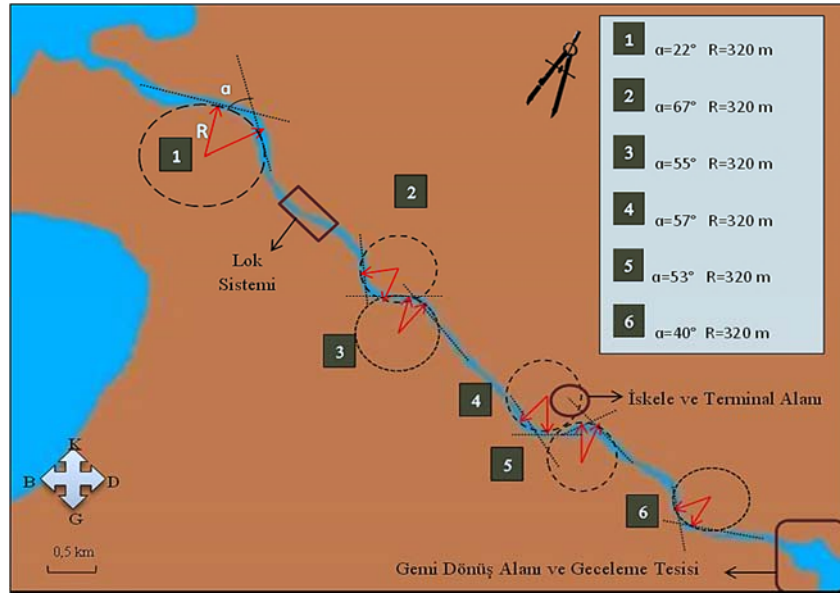 1 α=22° R=320 m
2 α=67° R=320 m
3 α=55° R=320 m
4 α=57° R=320 m
5 α=53° R=320 m
6 α=40° R=320 m
α
R
1
2
Lok
Sistemi
3
4
İskele ve Terminal Alanı
5
K
B D
G
6
0,5 km
Gemi Dönüş Alanı ve Geceleme Tesisi